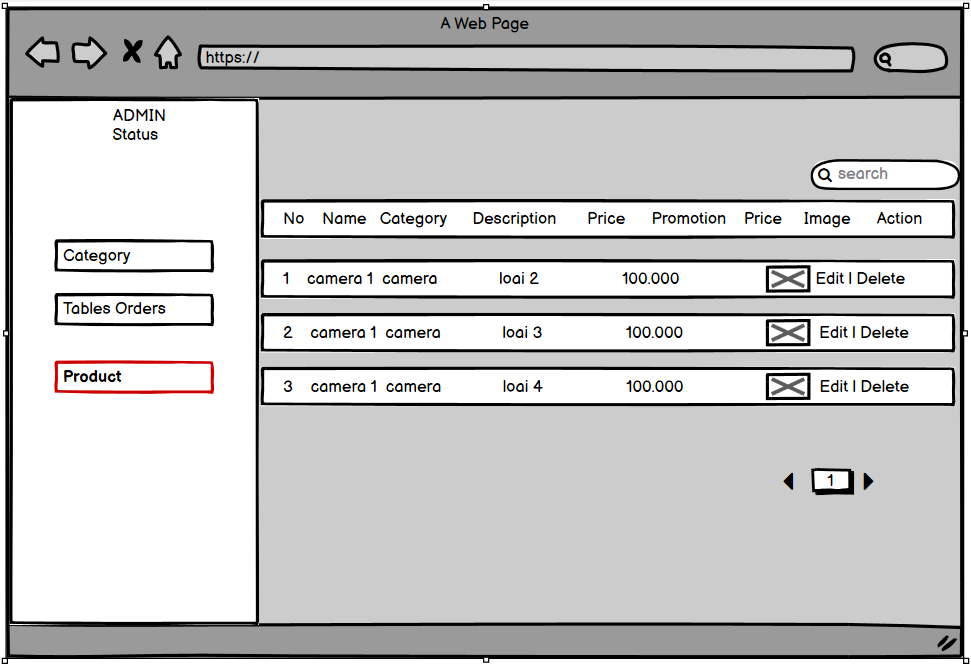 A Web Page
https://
ADMIN
Status
search
No Name Category Description Price Promotion Price Image Action
Category
1 camera 1 camera loai 2 100.000 Edit | Delete
Tables Orders
2 camera 1 camera loai 3 100.000 Edit | Delete
Product
3 camera 1 camera loai 4 100.000 Edit | Delete
1